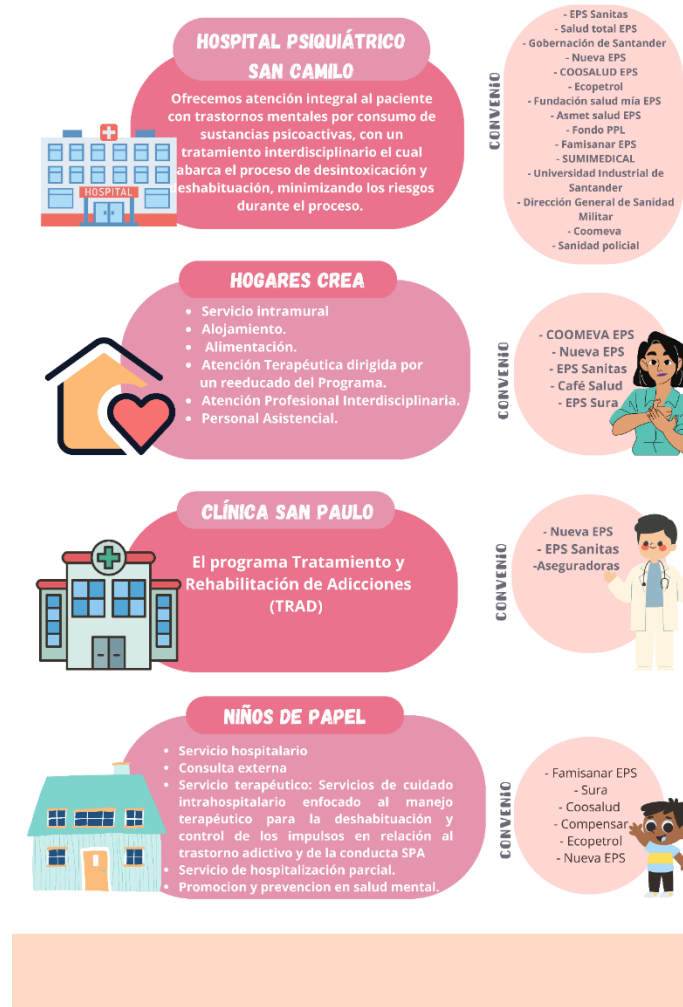 HOSPITAL PSIQUIÁTRICO
SAN CAMILO
Ofrecemos atención integral al paciente
con trastornos mentales por consumo de
sustancias psicoactivas, con un
tratamiento interdisciplinario el cual
abarca el proceso de desintoxicación y
deshabituación, minimizando los riesgos
durante el proceso.
HOSPITAL
CONVENIO
- EPS Sanitas
- Salud total EPS
- Gobernación de Santander
- Nueva EPS
- COOSALUD EPS
- Ecopetrol
- Fundación salud mía EPS
- Asmet salud EPS
- Fondo PPL
- Famisanar EPS
- SUMIMEDICAL
- Universidad Industrial de
Santander
- Dirección General de Sanidad
Militar
- Coomeva
- Sanidad policial
HOGARES CREA
• Servicio intramural
• Alojamiento.
• Alimentación.
• Atención Terapéutica dirigida por
un reeducado del Programa.
• Atención Profesional Interdisciplinaria.
• Personal Asistencial.
CONVENIO
- COOMEVA EPS
- Nueva EPS
- EPS Sanitas
- Café Salud
- EPS Sura
CLÍNICA SAN PAULO
El programa Tratamiento y
Rehabilitación de Adicciones
(TRAD)
CONVENIO
- Nueva EPS
- EPS Sanitas
-Aseguradoras
NIÑOS DE PAPEL
• Servicio hospitalario
• Consulta externa
• Servicio terapéutico: Servicios de cuidado
intrahospitalario enfocado al manejo
terapéutico para la deshabituación y
control de los impulsos en relación al
trastorno adictivo y de la conducta SPA
• Servicio de hospitalización parcial.
• Promocion y prevencion en salud mental.
CONVENIO
- Famisanar EPS
- Sura
- Coosalud
- Compensar
- Ecopetrol
- Nueva EPS